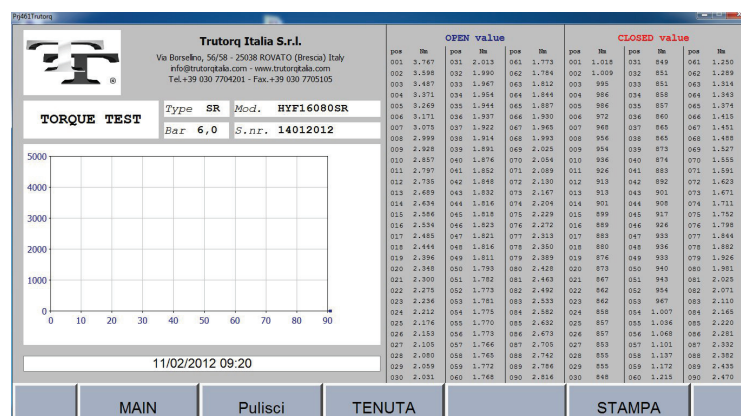 Prj461Trutorq
Trutorq Italia S.r.l.
Via Borselino, 56/58 - 25038 ROVATO (Brescia) Italy
info@trutorqitalia.com - www.trutorqitalia.com
Tel.+39 030 7704201 - Fax.+39 030 7705105
TORQUE TEST
Type SR Mod. HYF16080SR
Bar 6,0 S.nr. 14012012
5000
4000
3000
2000
1000
0
0 10 20 30 40 50 60 70 80 90
11/02/2012 09:20
OPEN value CLOSED value
pos Nm pos Nm pos Nm pos Nm pos Nm pos Nm
001 3.767 031 2.013 061 1.773 001 1.018 031 849 061 1.250
002 3.598 032 1.990 062 1.784 002 1.009 032 851 062 1.289
003 3.487 033 1.967 063 1.812 003 995 033 851 063 1.314
004 3.371 034 1.954 064 1.844 004 986 034 858 064 1.343
005 3.269 035 1.944 065 1.887 005 986 035 857 065 1.374
006 3.171 036 1.937 066 1.930 006 972 036 860 066 1.415
007 3.075 037 1.922 067 1.965 007 968 037 865 067 1.451
008 2.999 038 1.914 068 1.993 008 956 038 865 068 1.488
009 2.928 039 1.891 069 2.025 009 954 039 873 069 1.527
010 2.857 040 1.876 070 2.054 010 936 040 874 070 1.555
011 2.797 041 1.852 071 2.089 011 926 041 883 071 1.591
012 2.735 042 1.848 072 2.130 012 913 042 892 072 1.623
013 2.689 043 1.832 073 2.167 013 913 043 901 073 1.671
014 2.634 044 1.816 074 2.204 014 901 044 908 074 1.711
015 2.586 045 1.818 075 2.229 015 899 045 917 075 1.752
016 2.534 046 1.823 076 2.272 016 889 046 926 076 1.798
017 2.485 047 1.821 077 2.313 017 883 047 933 077 1.844
018 2.444 048 1.816 078 2.350 018 880 048 936 078 1.882
019 2.396 049 1.811 079 2.389 019 876 049 933 079 1.926
020 2.348 050 1.793 080 2.428 020 873 050 940 080 1.981
021 2.300 051 1.782 081 2.463 021 867 051 943 081 2.025
022 2.275 052 1.773 082 2.492 022 862 052 954 082 2.071
023 2.236 053 1.781 083 2.533 023 862 053 967 083 2.110
024 2.212 054 1.775 084 2.582 024 858 054 1.007 084 2.165
025 2.176 055 1.770 085 2.632 025 857 055 1.036 085 2.220
026 2.153 056 1.773 086 2.673 026 857 056 1.068 086 2.281
027 2.105 057 1.766 087 2.705 027 853 057 1.101 087 2.332
028 2.080 058 1.765 088 2.742 028 855 058 1.137 088 2.382
029 2.059 059 1.772 089 2.786 029 855 059 1.172 089 2.435
030 2.031 060 1.768 090 2.816 030 848 060 1.215 090 2.470
MAIN Pulisci TENUTA STAMPA